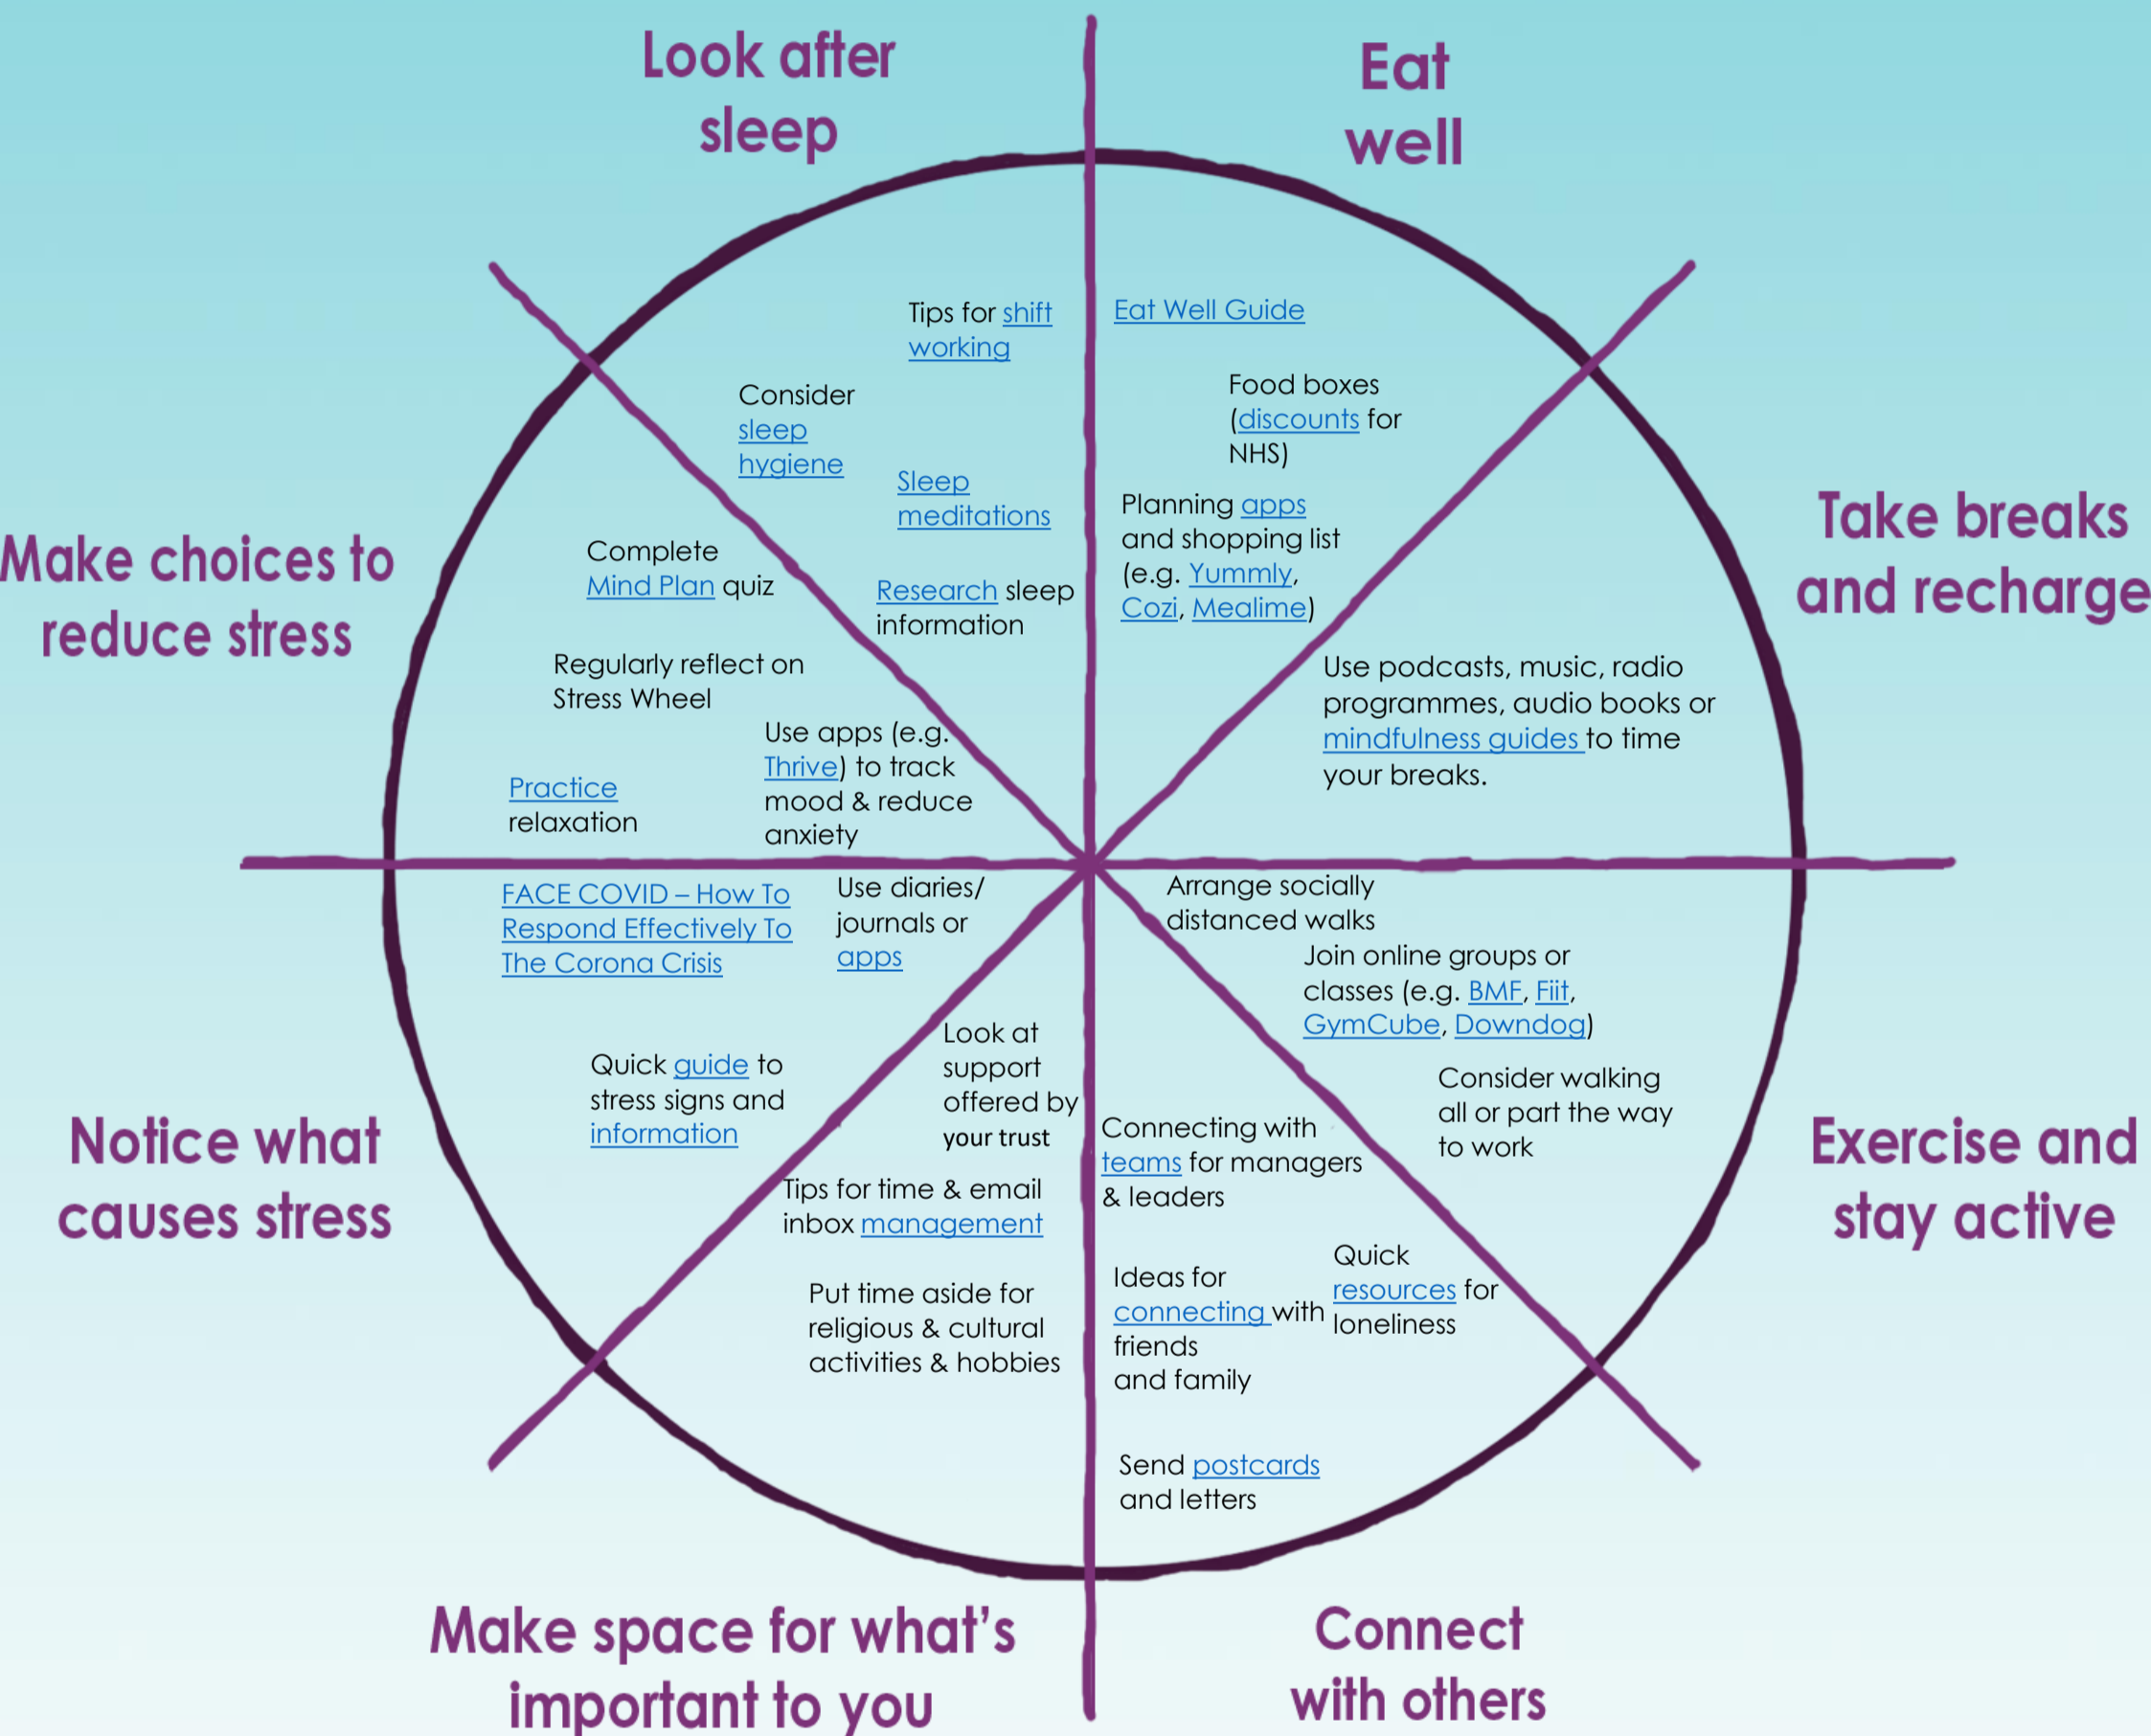 Look after
sleep
Eat
well
Take breaks
and recharge
Exercise and
stay active
Connect
with others
Make space for what's
important to you
Notice what
causes stress
Make choices to
reduce stress
Tips for shift
working
Consider
sleep
hygiene
Sleep
meditations
Research sleep
information
Eat Well Guide
Food boxes
(discounts for
NHS)
Planning apps
and shopping list
(e.g. Yummly,
Cozi, Mealime)
Use podcasts, music, radio
programmes, audio books or
mindfulness guides to time
your breaks.
Arrange socially
distanced walks
Join online groups or
classes (e.g. BMF, Fiit,
GymCube, Downdog)
Consider walking
all or part the way
to work
Connecting with
teams for managers
& leaders
Ideas for
connecting with
friends
and family
Quick
resources for
loneliness
Send postcards
and letters
Look at
support
offered by
your trust
Tips for time & email
inbox management
Put time aside for
religious & cultural
activities & hobbies
FACE COVID – How To
Respond Effectively To
The Corona Crisis
Use diaries/
journals or
apps
Quick guide to
stress signs and
information
Complete
Mind Plan quiz
Regularly reflect on
Stress Wheel
Use apps (e.g.
Thrive) to track
mood & reduce
anxiety
Practice
relaxation